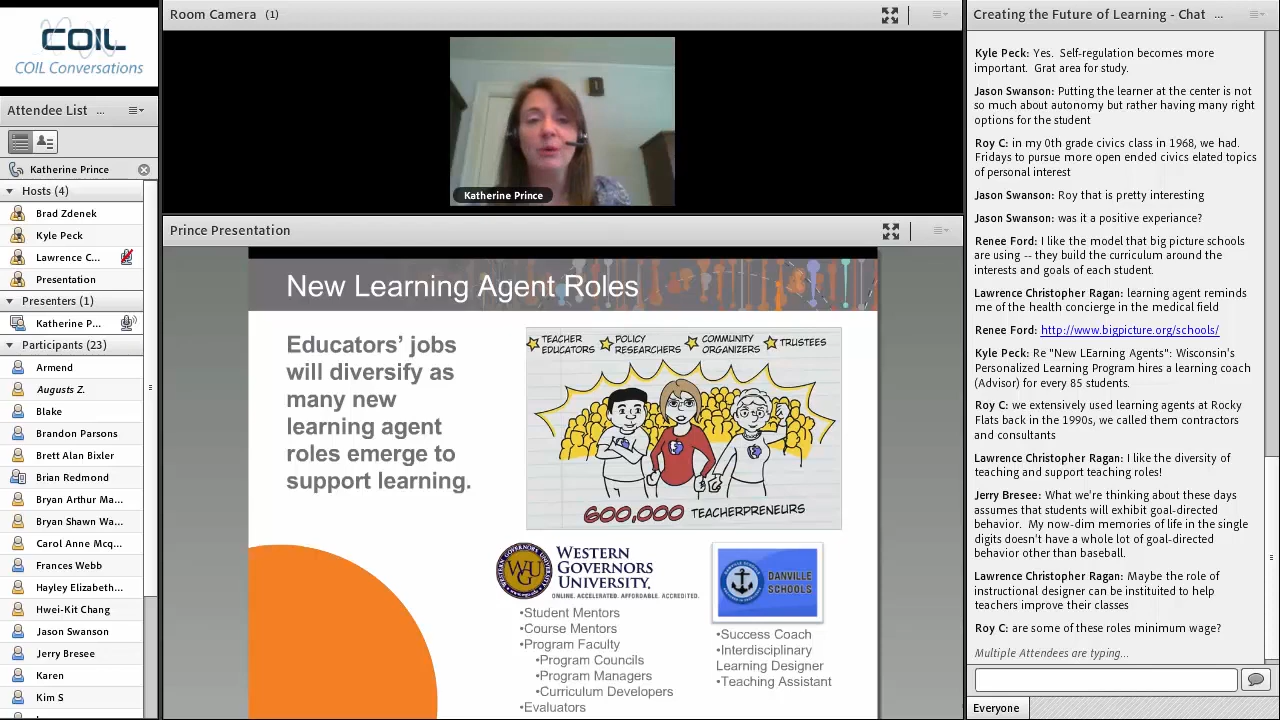 COIL
COIL Conversations
Attendee List ...
Katherine Prince
Hosts (4)
Brad Zdenek
Kyle Peck
Lawrence C...
Presentation
Presenters (1)
Katherine P...
Participants (23)
Armend
Augusts Z.
Blake
Brandon Parsons
Brett Alan Bixler
Brian Redmond
Bryan Arthur Ma...
Bryan Shawn Wa...
Carol Anne Mcq...
Frances Webb
Hayley Elizabeth...
Hwei-Kit Chang
Jason Swanson
Jerry Bresee
Karen
Kim S
Room Camera (1)
Katherine Prince
Prince Presentation
New Learning Agent Roles
Educators' jobs
will diversify as
many new
learning agent
roles emerge to
support learning.
TEACHER EDUCATORS
POLICY RESEARCHERS
COMMUNITY ORGANIZERS
TRUSTEES
600,000 TEACHERPRENEURS
WGU
WESTERN
GOVERNORS
UNIVERSITY.
ONLINE. ACCELERATED. AFFORDABLE. ACCREDITED.
•Student Mentors
•Course Mentors
•Program Faculty
•Program Councils
•Program Managers
•Curriculum Developers
•Evaluators
DANVILLE
SCHOOLS
•Success Coach
•Interdisciplinary
Learning Designer
•Teaching Assistant
Creating the Future of Learning - Chat ...
Kyle Peck: Yes. Self-regulation becomes more
important. Grat area for study.
Jason Swanson: Putting the learner at the center is not
so much about autonomy but rather having many right
options for the student
Roy C: in my 0th grade civics class in 1968, we had
Fridays to pursue more open ended civics elated topics
of personal interest
Jason Swanson: Roy that is pretty intersting
Jason Swanson: was it a positive experience?
Renee Ford: I like the model that big picture schools
are using -- they build the curriculum around the
interests and goals of each student.
Lawrence Christopher Ragan: learning agent reminds
me of the health concierge in the medical field
Renee Ford: http://www.bigpicture.org/schools/
Kyle Peck: Re "New LEarning Agents": Wisconsin's
Personalized Learning Program hires a learning coach
(Advisor) for every 85 students.
Roy C: we extensively used learning agents at Rocky
Flats back in the 1990s, we called them contractors
and consultants
Lawrence Christopher Ragan: I like the diversity of
teaching and support teaching roles!
Jerry Bresee: What we're thinking about these days
assumes that students will exhibit goal-directed
behavior. My now-dim memories of life in the single
digits doesn't have a whole lot of goal-directed
behavior other than baseball.
Lawrence Christopher Ragan: Maybe the role of
intructional designer could be instituited to help
teachers improve their classes
Roy C: are some of these roles minimum wage?
Multiple Attendees are typing...
Everyone